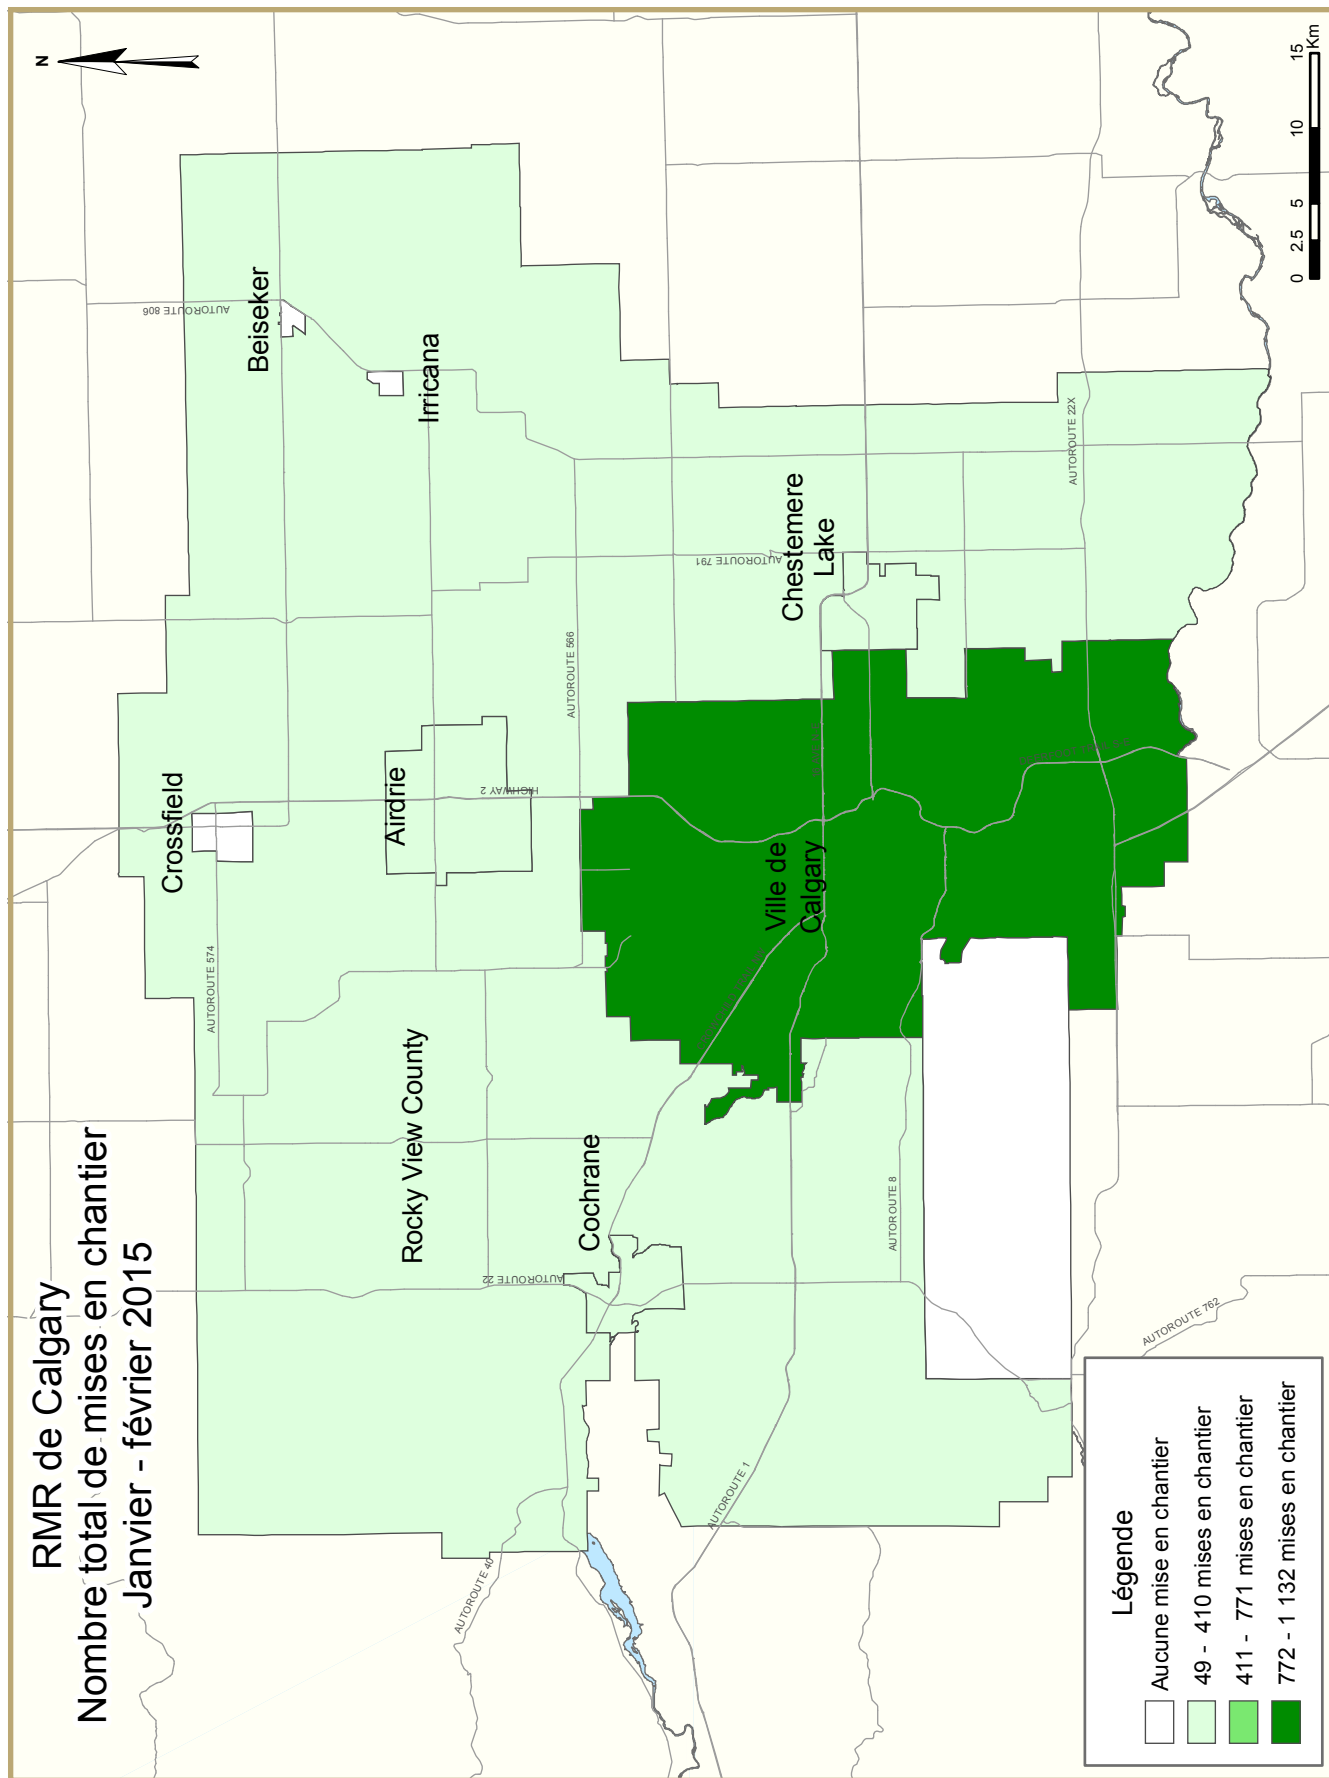 RMR de Calgary
Nombre total de mises en chantier
Janvier - février 2015
N
Crossfield
Beiseker
Irricana
Airdrie
Rocky View County
Cochrane
Chestemere
Lake
Ville de
Calgary
AUTOROUTE 574
AUTOROUTE 806
AUTOROUTE 566
AUTOROUTE 791
HIGHWAY 2
AUTOROUTE 22
AUTOROUTE 40
AUTOROUTE 1
AUTOROUTE 8
AUTOROUTE 22X
AUTOROUTE 762
Légende
Aucune mise en chantier
49 - 410 mises en chantier
411 - 771 mises en chantier
772 - 1 132 mises en chantier
0 2.5 5 10 15
Km